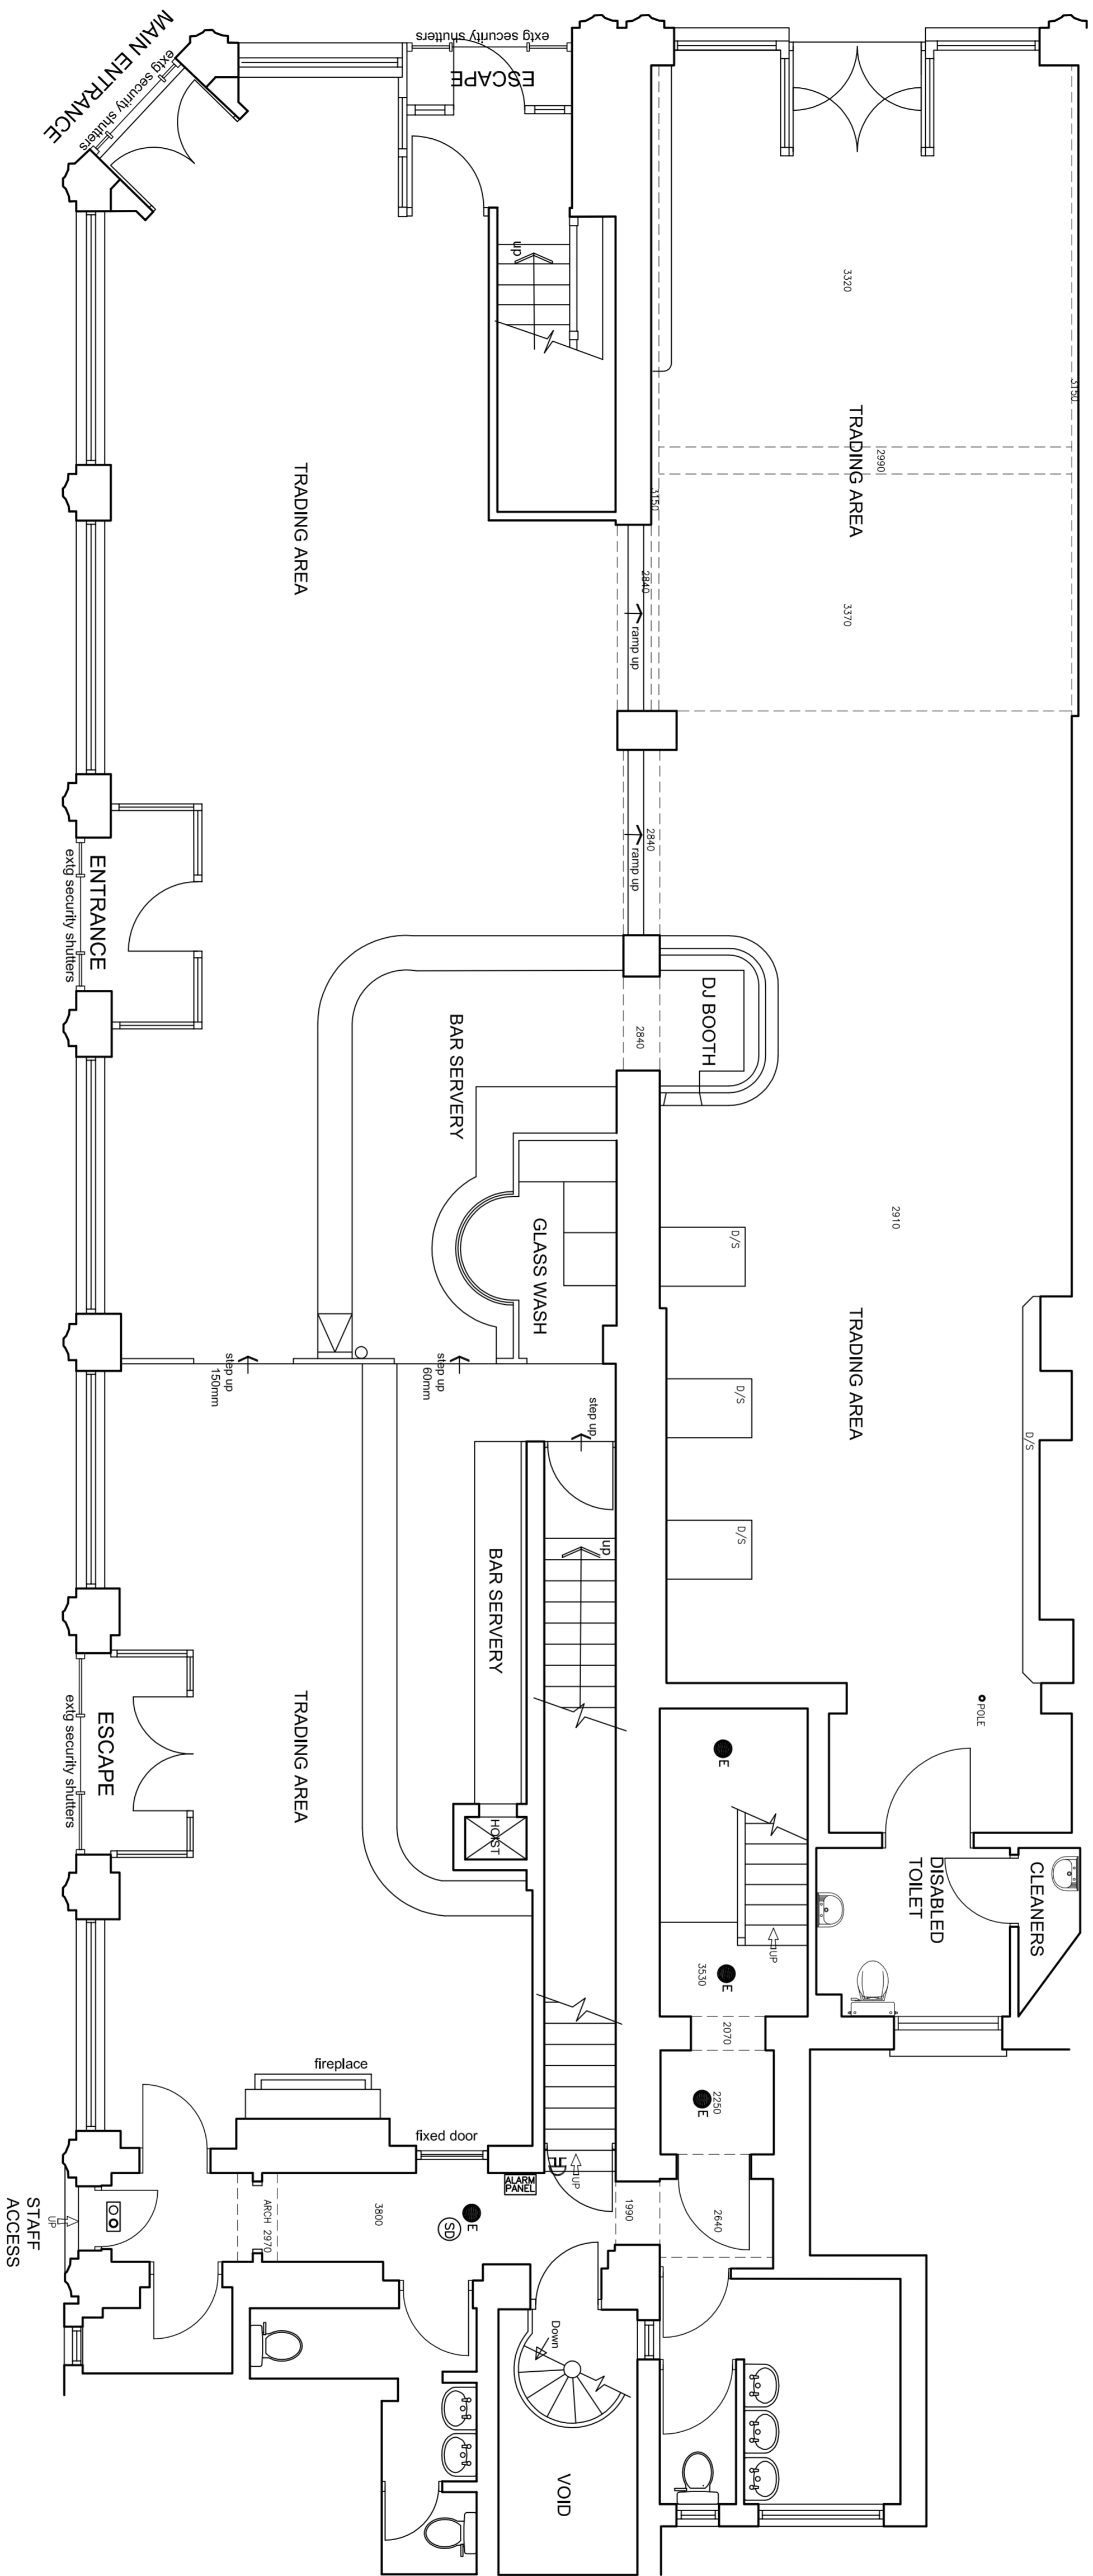 MAIN ENTRANCE
extg security shutters
extg security shutters
ESCAPE
up
3320
3150
TRADING AREA
2990
3150
TRADING AREA
2840
ramp up
3370
2840
ramp up
ENTRANCE
extg security shutters
BAR SERVERY
DJ BOOTH
2840
GLASS WASH
D/S
2910
TRADING AREA
step up
150mm
step up
60mm
step up
D/S
D/S
D/S
up
BAR SERVERY
ESCAPE
extg security shutters
TRADING AREA
HOIST
POLE
E
UP
DISABLED
TOILET
CLEANERS
3530
E
2070
2250
E
fireplace
fixed door
ALARM
PANEL
UP
STAFF
ACCESS
UP
ARCH 2970
3800
SD
E
1990
2640
Down
VOID